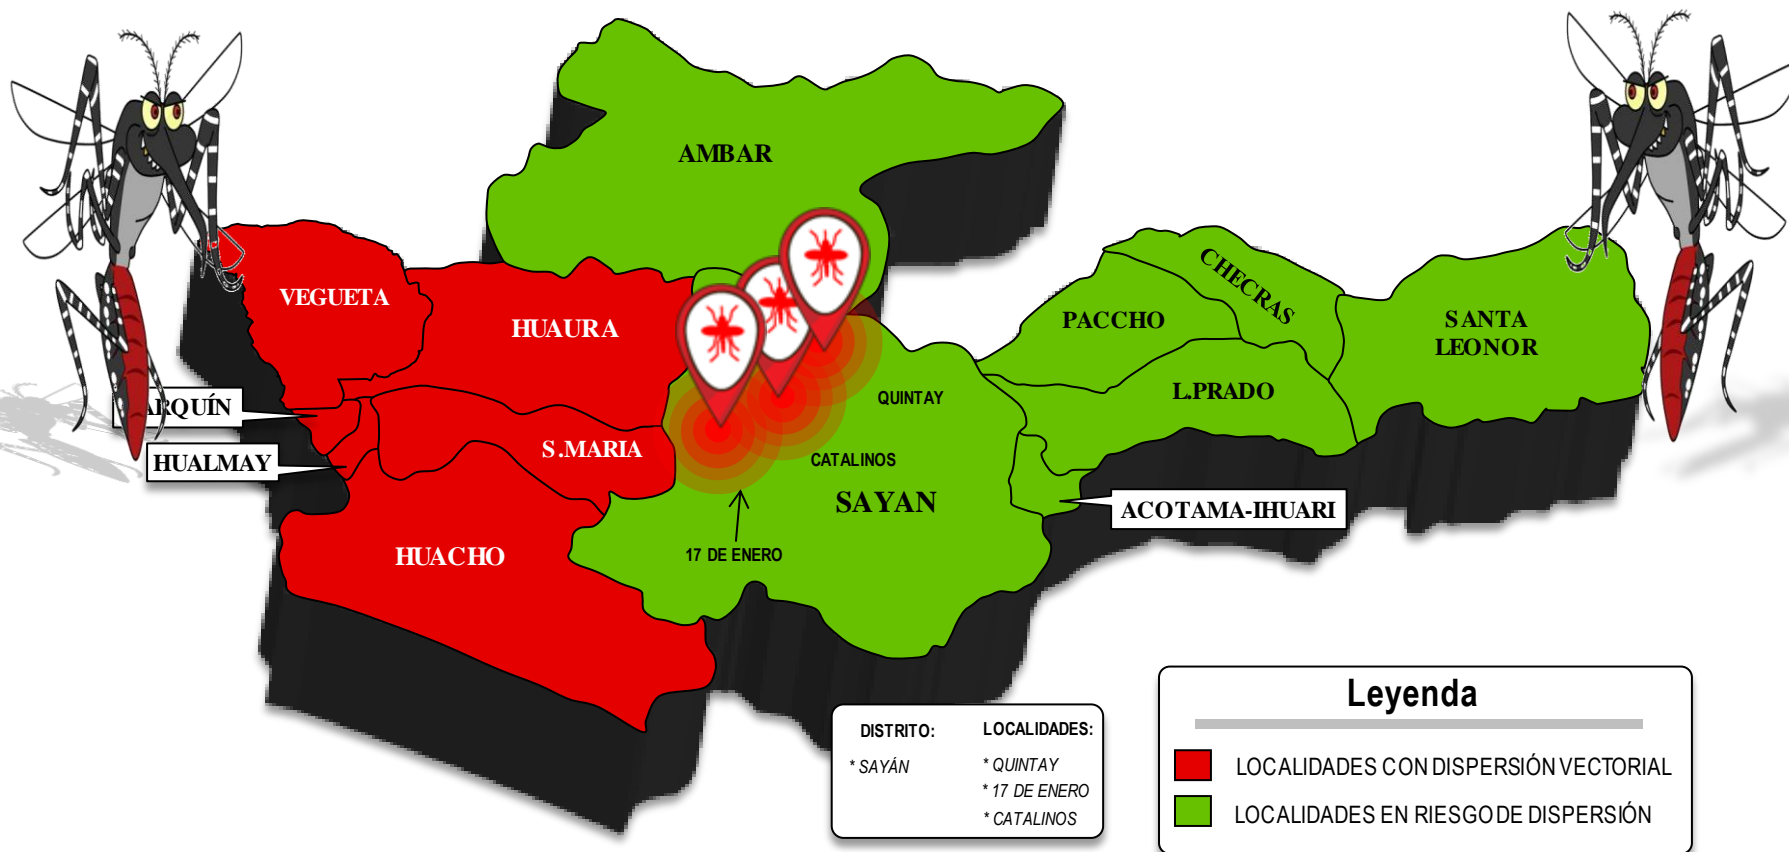 AMBAR
VEGUETA
HUAURA
CHECRAS
PACCHO
SANTA
LEONOR
L.PRADO
QUINTAY
ARQUÍN
S.MARIA
HUALMAY
CATALINOS
SAYAN
ACOTAMA-IHUARI
17 DE ENERO
HUACHO
DISTRITO:
* SAYÁN
LOCALIDADES:
* QUINTAY
* 17 DE ENERO
* CATALINOS
Leyenda
LOCALIDADES CON DISPERSIÓN VECTORIAL
LOCALIDADES EN RIESGO DE DISPERSIÓN